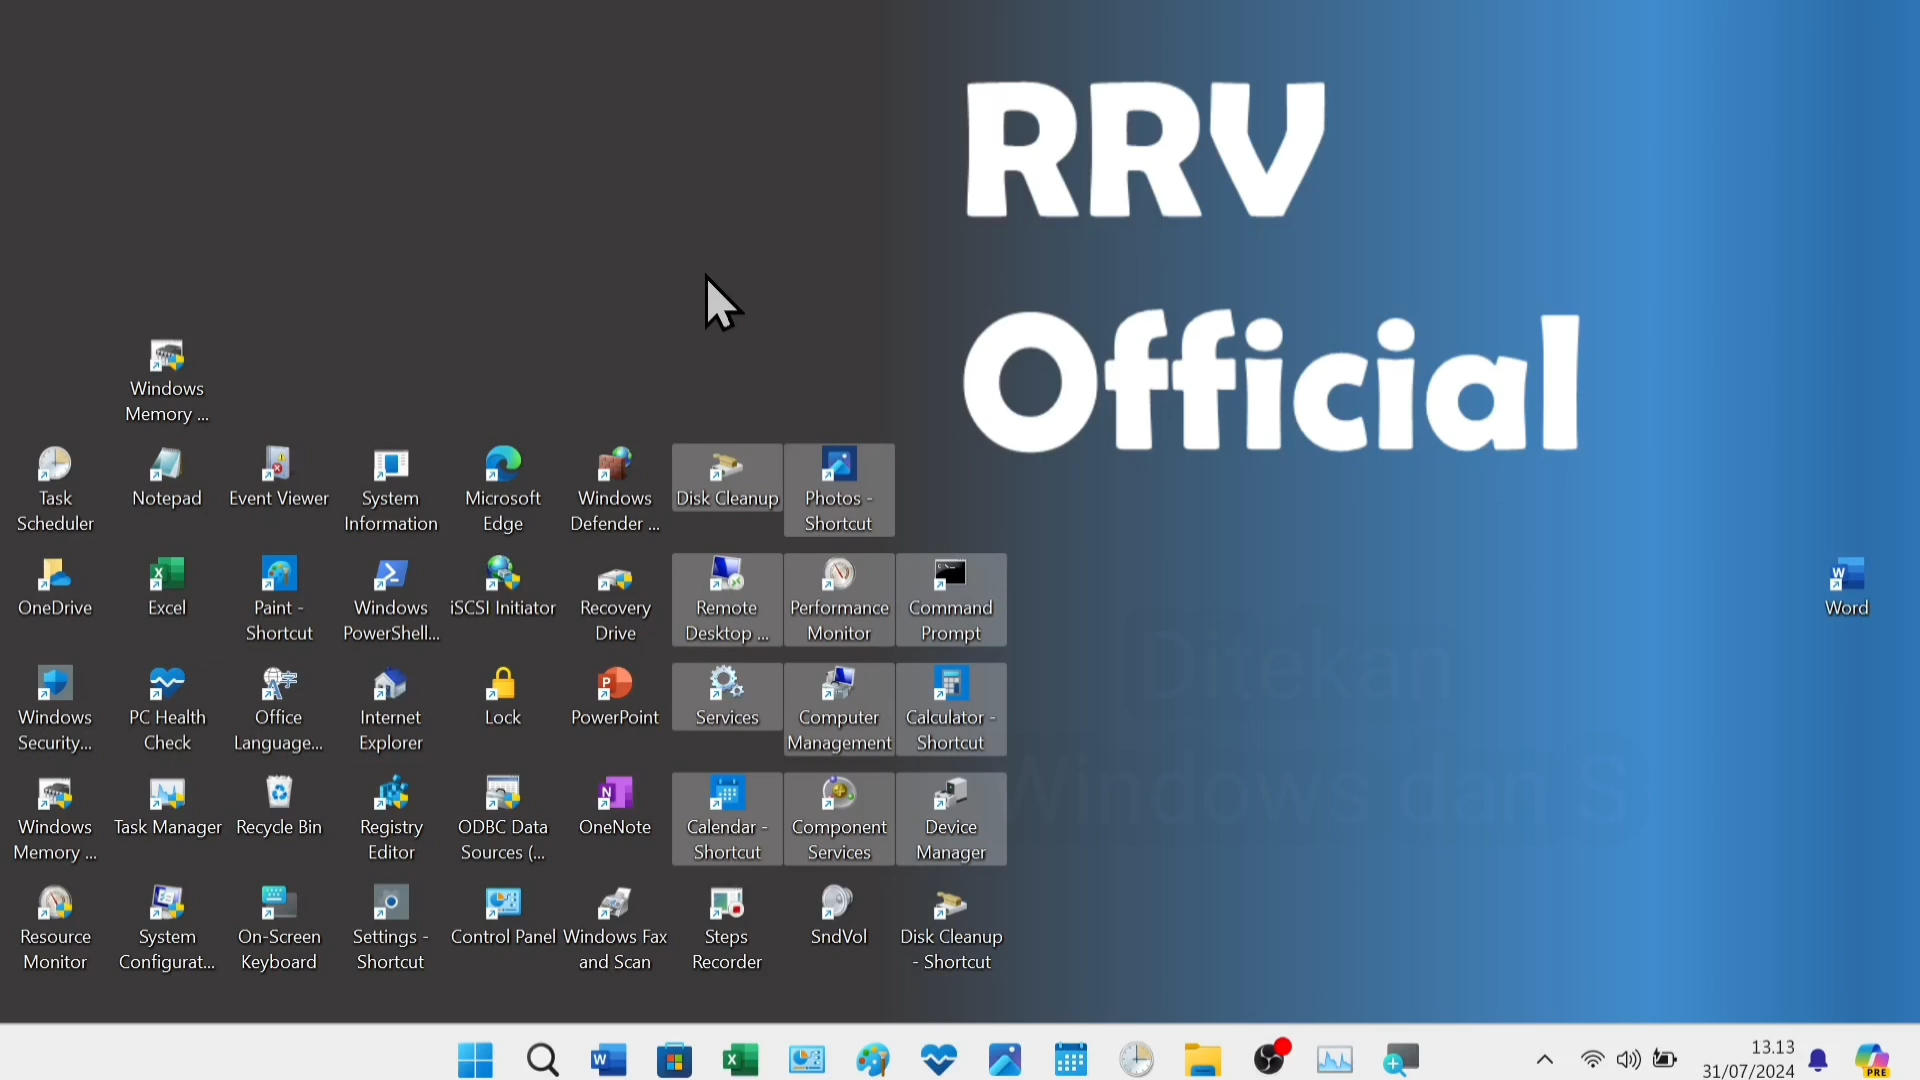 RRV
Official
Windows
Memory ...
Task
Scheduler
Notepad
Event Viewer
System
Information
Microsoft
Edge
Windows
Defender ...
Disk Cleanup
Photos -
Shortcut
OneDrive
Excel
Paint -
Shortcut
Windows
PowerShell...
iSCSI Initiator
Recovery
Drive
Remote
Desktop ...
Performance
Monitor
Command
Prompt
Word
Ditekan
Windows dan S
Windows
Security...
PC Health
Check
Office
Language...
Internet
Explorer
Lock
PowerPoint
Services
Computer
Management
Calculator -
Shortcut
Windows
Memory ...
Task Manager
Recycle Bin
Registry
Editor
ODBC Data
Sources (...
OneNote
Calendar -
Shortcut
Component
Services
Device
Manager
Resource
Monitor
System
Configurat...
On-Screen
Keyboard
Settings -
Shortcut
Control Panel
Windows Fax
and Scan
Steps
Recorder
SndVol
Disk Cleanup
- Shortcut
13.13
31/07/2024
PRE